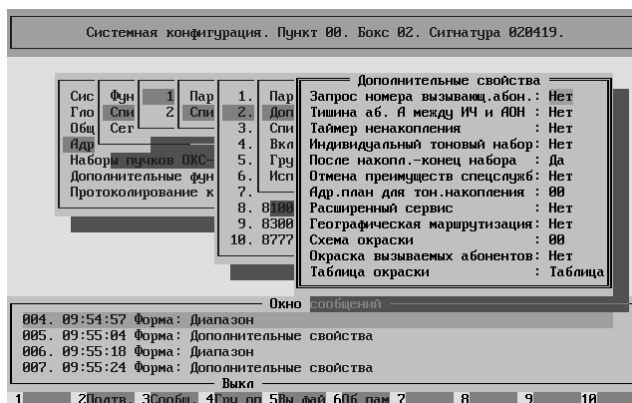 Системная конфигурация. Пункт 00. Бокс 02. Сигнатура 020419.
Дополнительные свойства
Сис Фун 1 Пар 1. Пар Запрос номера вызывающ.абон.: Нет
Гло Спи 2 Спи 2. Доп Тишина аб. А между ИЧ и АОН : Нет
Общ Сег 3. Спи Таймер ненакопления : Нет
Адр 4. Вкл Индивидуальный тоновый набор: Нет
Наборы пучков ОКС- 5. Гру После накопл.-конец набора : Да
Дополнительные фун 6. Исп Отмена преимуществ спецслужб: Нет
Протоколирование к 7. Адр.план для тон.накопления : 00
8. 8100 Расширенный сервис : Нет
9. 8300 Географическая маршрутизация: Нет
10. 8777 Схема окраски : 00
Окраска вызываемых абонентов: Нет
Таблица окраски : Таблица
Окно сообщений
004. 09:54:57 Форма: Диапазон
005. 09:55:04 Форма: Дополнительные свойства
006. 09:55:18 Форма: Диапазон
007. 09:55:24 Форма: Дополнительные свойства
Выкл
1 2Подтв. 3Сообщ. 4Гру оп 5Вы фай 6Об пам 7 8 9 10